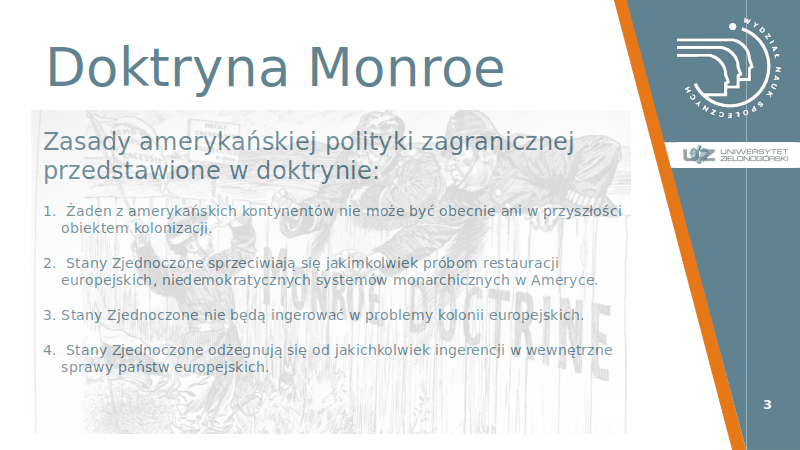 Doktryna Monroe
Zasady amerykańskiej polityki zagranicznej
przedstawione w doktrynie:
1. Żaden z amerykańskich kontynentów nie może być obecnie ani w przyszłości
obiektem kolonizacji.
2. Stany Zjednoczone sprzeciwiają się jakimkolwiek próbom restauracji
europejskich, niedemokratycznych systemów monarchicznych w Ameryce.
3. Stany Zjednoczone nie będą ingerować w problemy kolonii europejskich.
4. Stany Zjednoczone odżegnują się od jakichkolwiek ingerencji w wewnętrzne
sprawy państw europejskich.
MONROE DOCTRINE
WYDZIAŁ NAUK SPOŁECZNYCH
UZ UNIWERSYTET
ZIELONOGÓRSKI
3